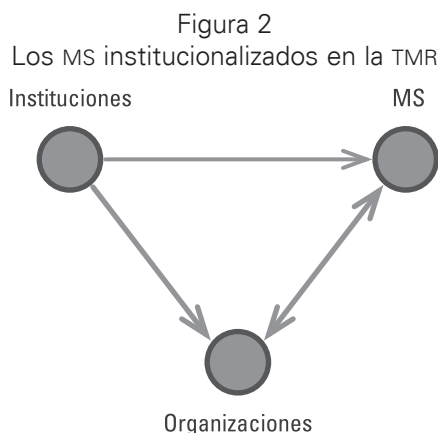 Figura 2
Los MS institucionalizados en la TMR
Instituciones MS
Organizaciones